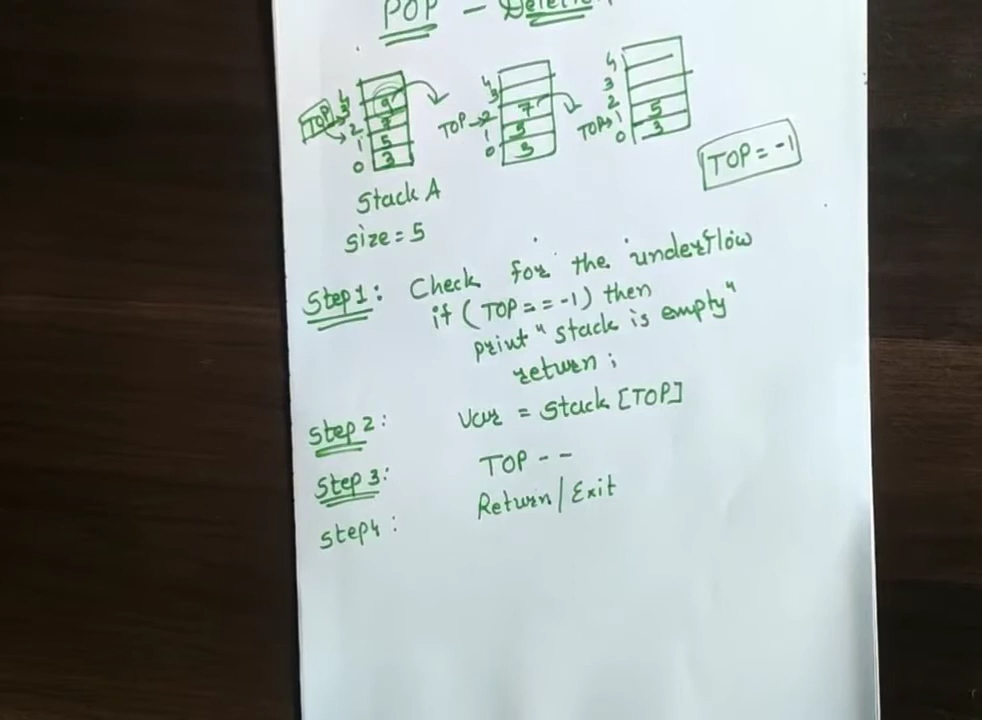 POP - Deletion
4
3
2
1
0
TOP
9
7
5
3
4
3
2
1
0
TOP
7
5
3
4
3
2
1
0
TOP
5
3
TOP = -1
Stack A
size = 5
Step 1: Check for the underflow
if (TOP == -1) then
print "stack is empty"
return;
Step 2: Var = Stack [TOP]
Step 3: TOP --
Step 4: Return/Exit